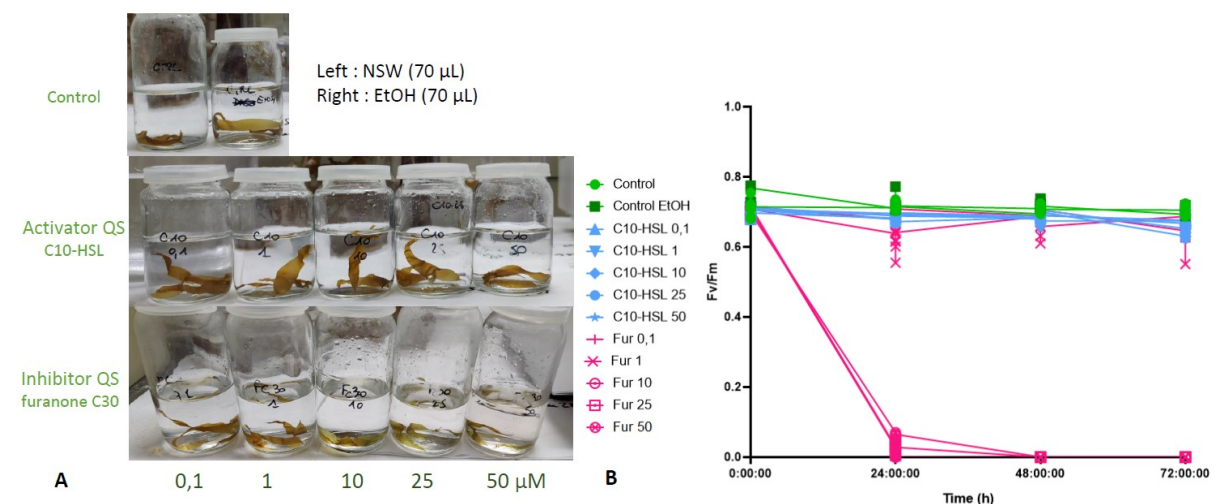 Left : NSW (70 µL)
Right : EtOH (70 µL)
Control
CTRL
CTRL
EtOH
Activator QS
C10-HSL
C10
0,1
C10
1
C10
10
C10
25
C10
50
Inhibitor QS
furanone C30
FC30
1
FC30
10
25
50
A
0,1
1
10
25
50 µM
B
Control
Control EtOH
C10-HSL 0,1
C10-HSL 1
C10-HSL 10
C10-HSL 25
C10-HSL 50
Fur 0,1
Fur 1
Fur 10
Fur 25
Fur 50
Fv/Fm
1.0
0.8
0.6
0.4
0.2
0.0
0:00:00
24:00:00
48:00:00
72:00:00
Time (h)